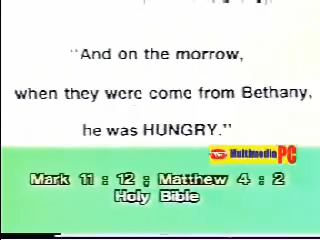 "And on the morrow,
when they were come from Bethany,
he was HUNGRY."
Multimedia PC
Mark 11 : 12 ; Matthew 4 : 2
Holy Bible